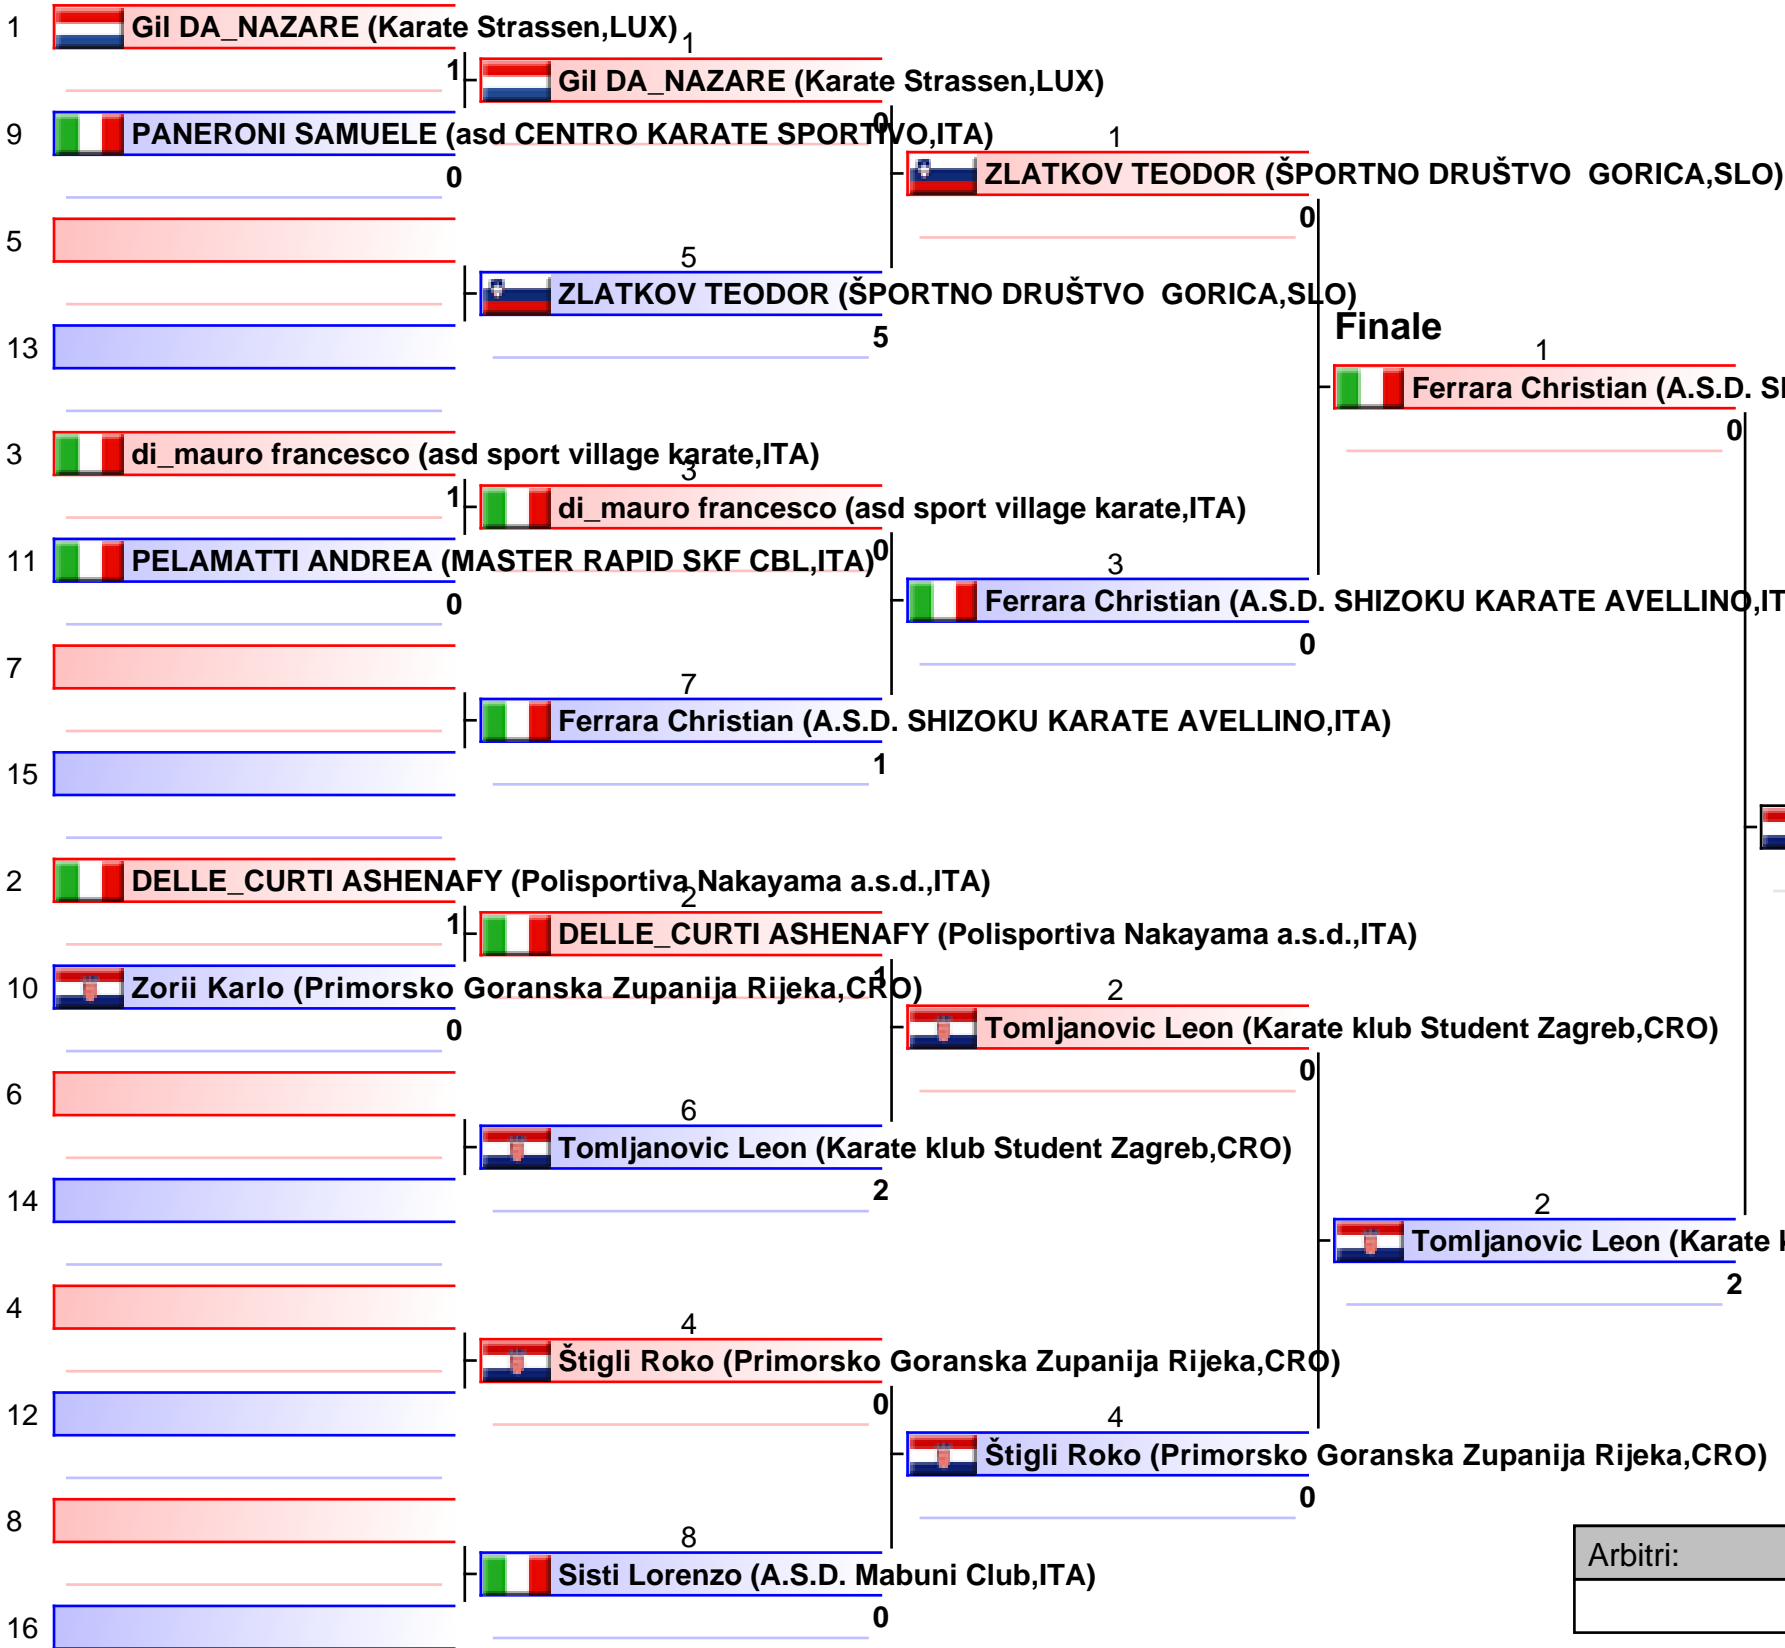 1 Gil DA_NAZARE (Karate Strassen,LUX)
1
1
Gil DA_NAZARE (Karate Strassen,LUX)
0
9 PANERONI SAMUELE (asd CENTRO KARATE SPORTIVO,ITA)
0
1
ZLATKOV TEODOR (ŠPORTNO DRUŠTVO GORICA,SLO)
0
5
5
ZLATKOV TEODOR (ŠPORTNO DRUŠTVO GORICA,SLO)
5
13
Finale
1
Ferrara Christian (A.S.D.
0
3 di_mauro francesco (asd sport village karate,ITA)
1
3
di_mauro francesco (asd sport village karate,ITA)
0
11 PELAMATTI ANDREA (MASTER RAPID SKF CBL,ITA)
0
3
Ferrara Christian (A.S.D. SHIZOKU KARATE AVELLINO,IT
0
7
7
Ferrara Christian (A.S.D. SHIZOKU KARATE AVELLINO,ITA)
1
15
2 DELLE_CURTI ASHENAFY (Polisportiva Nakayama a.s.d.,ITA)
1
2
DELLE_CURTI ASHENAFY (Polisportiva Nakayama a.s.d.,ITA)
1
10 Zorii Karlo (Primorsko Goranska Zupanija Rijeka,CRO)
0
2
Tomljanovic Leon (Karate klub Student Zagreb,CRO)
0
6
6
Tomljanovic Leon (Karate klub Student Zagreb,CRO)
2
14
2
Tomljanovic Leon (Karate
2
4
4
Štigli Roko (Primorsko Goranska Zupanija Rijeka,CRO)
0
12
4
Štigli Roko (Primorsko Goranska Zupanija Rijeka,CRO)
0
8
8
Sisti Lorenzo (A.S.D. Mabuni Club,ITA)
0
16
Arbitri: